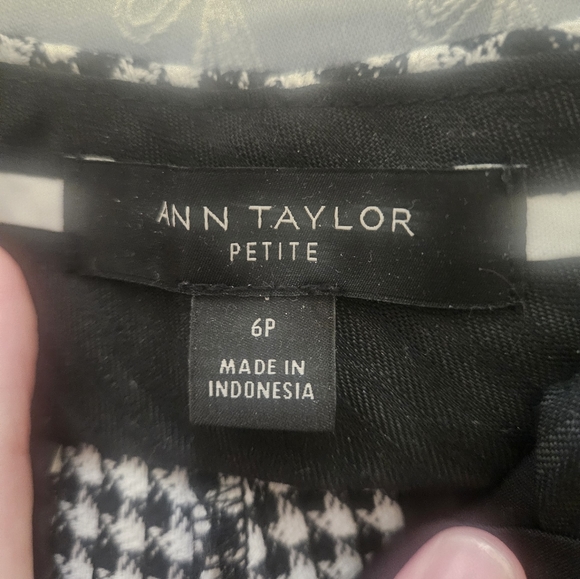 ANN TAYLOR
PETITE
6P
MADE IN
INDONESIA